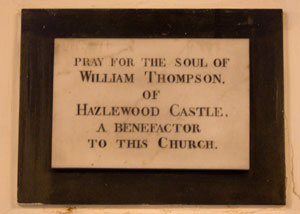 PRAY FOR THE SOUL OF
WILLIAM THOMPSON.
OF
HAZLEWOOD CASTLE.
A BENEFACTOR
TO THIS CHURCH.